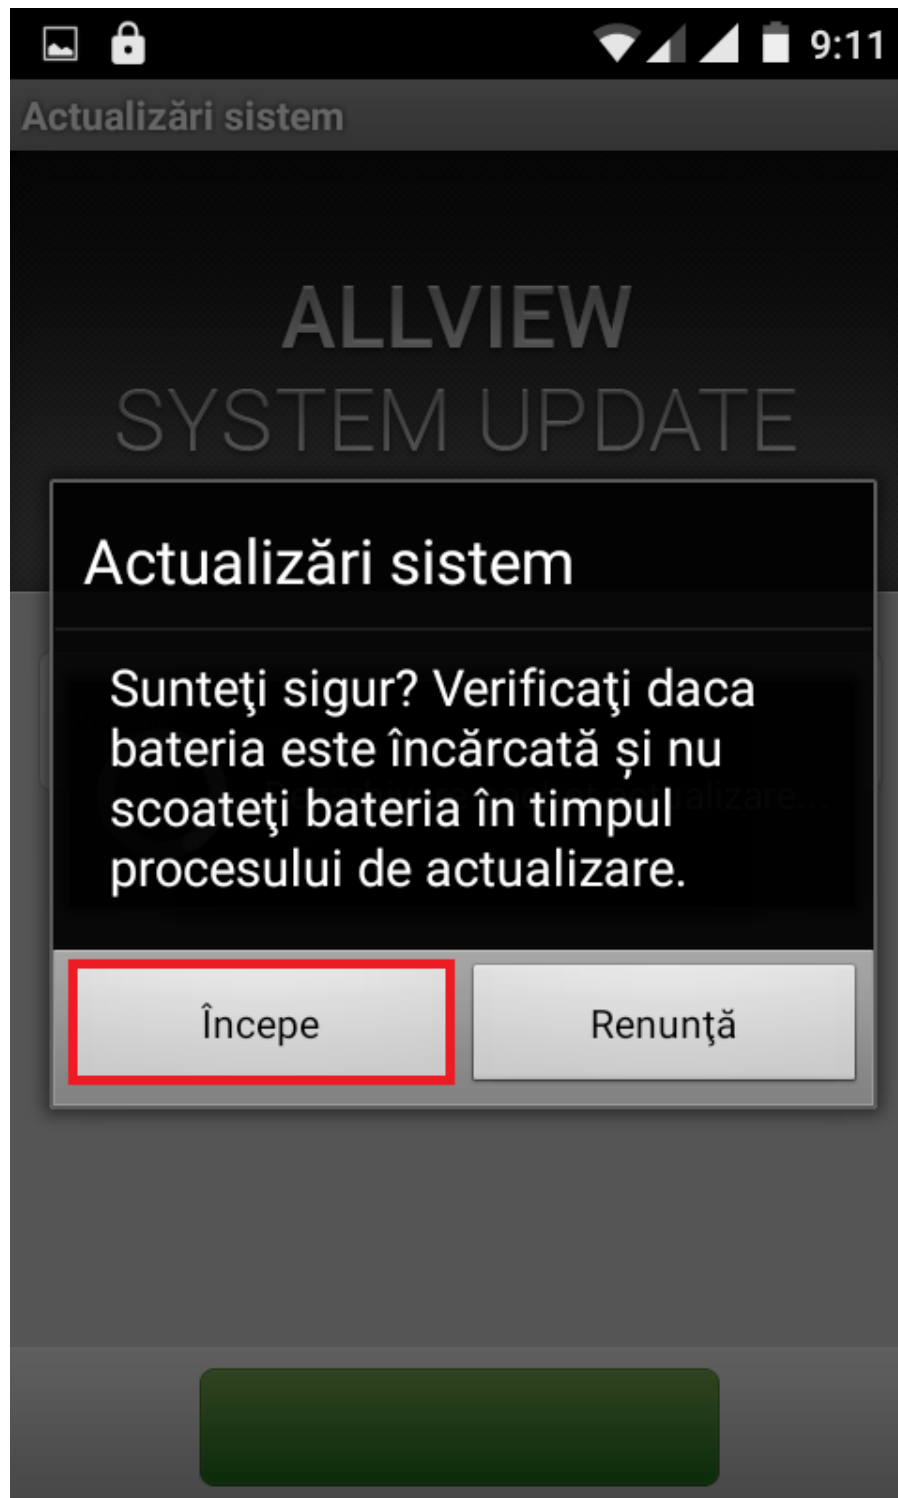 9:11
Actualizări sistem
ALLVIEW
SYSTEM UPDATE
Actualizări sistem
Sunteţi sigur? Verificaţi daca
bateria este încărcată şi nu
scoateţi bateria în timpul
procesului de actualizare.
Începe
Renunţă